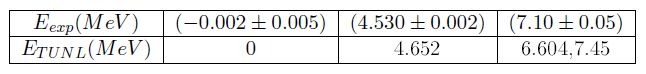 E_exp(MeV) (−0.002 ± 0.005) (4.530 ± 0.002) (7.10 ± 0.05)
E_TUNL(MeV) 0 4.652 6.604,7.45